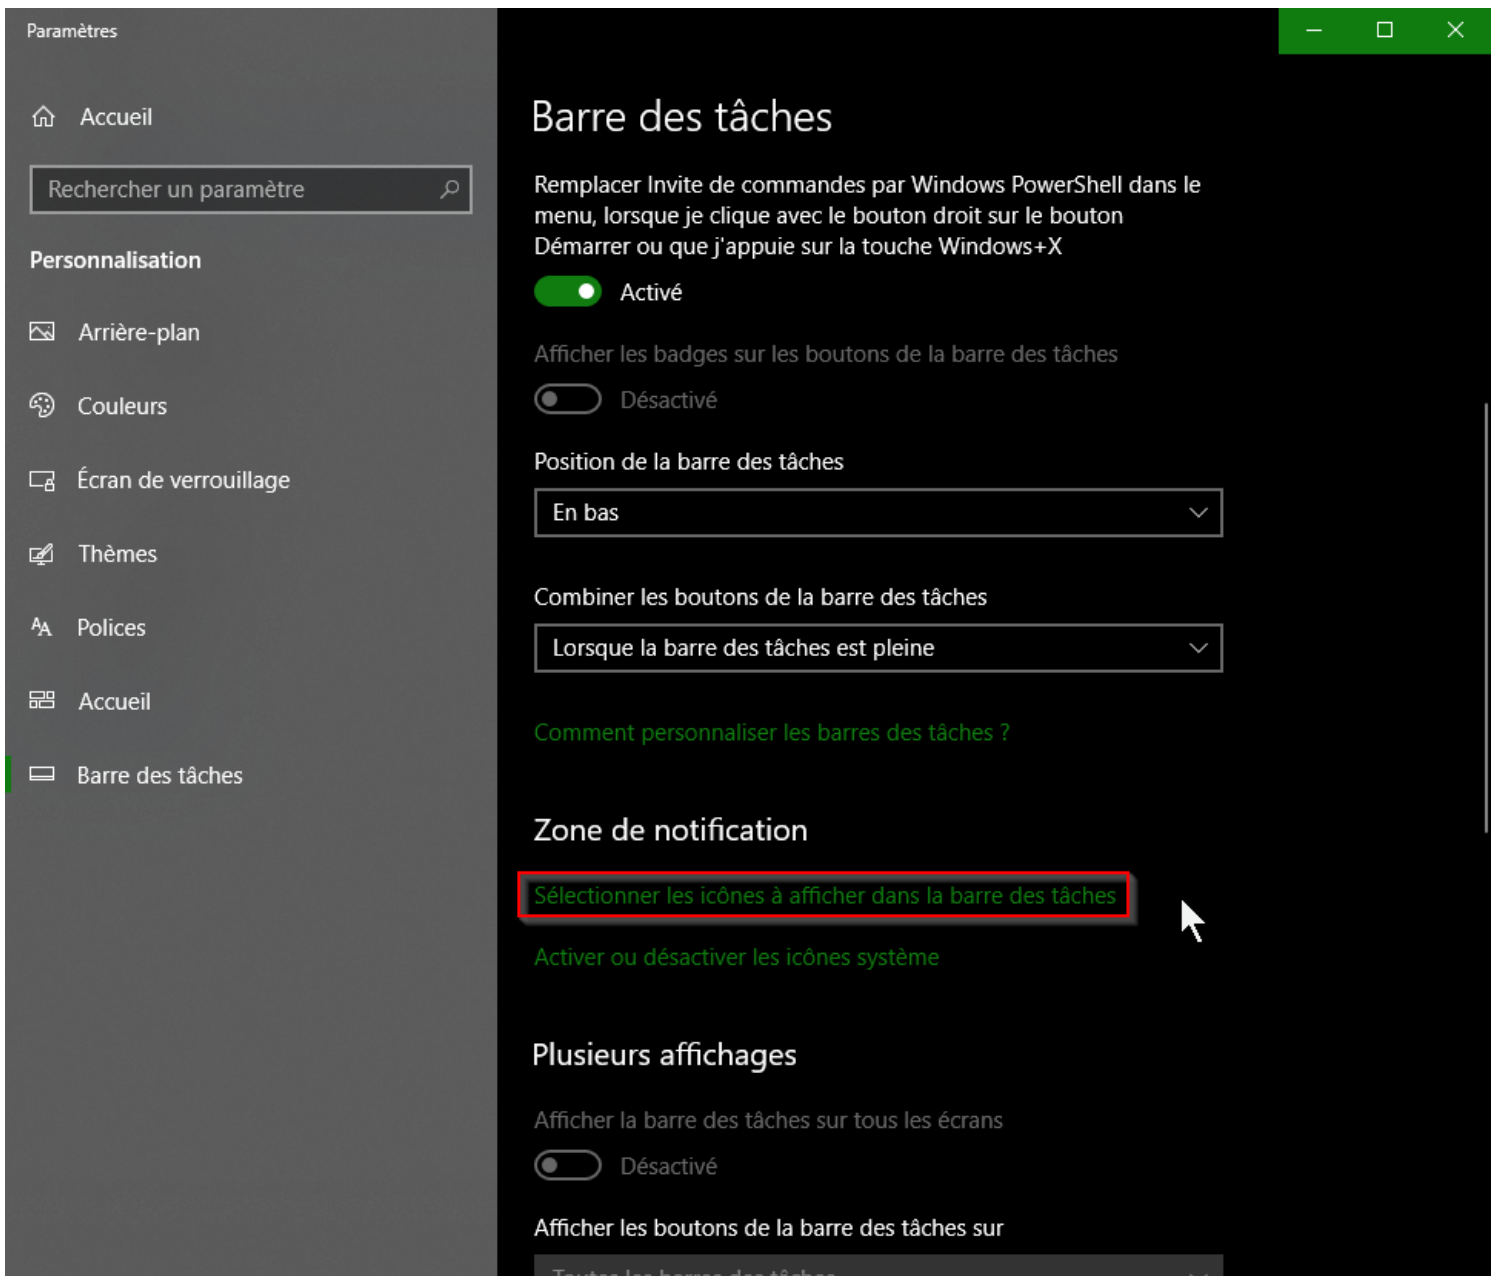 Paramètres
Accueil
Rechercher un paramètre
Personnalisation
Arrière-plan
Couleurs
Écran de verrouillage
Thèmes
Polices
Accueil
Barre des tâches
Barre des tâches
Remplacer Invite de commandes par Windows PowerShell dans le
menu, lorsque je clique avec le bouton droit sur le bouton
Démarrer ou que j'appuie sur la touche Windows+X
Activé
Afficher les badges sur les boutons de la barre des tâches
Désactivé
Position de la barre des tâches
En bas
Combiner les boutons de la barre des tâches
Lorsque la barre des tâches est pleine
Comment personnaliser les barres des tâches ?
Zone de notification
Sélectionner les icônes à afficher dans la barre des tâches
Activer ou désactiver les icônes système
Plusieurs affichages
Afficher la barre des tâches sur tous les écrans
Désactivé
Afficher les boutons de la barre des tâches sur
Toutes les barres des tâches